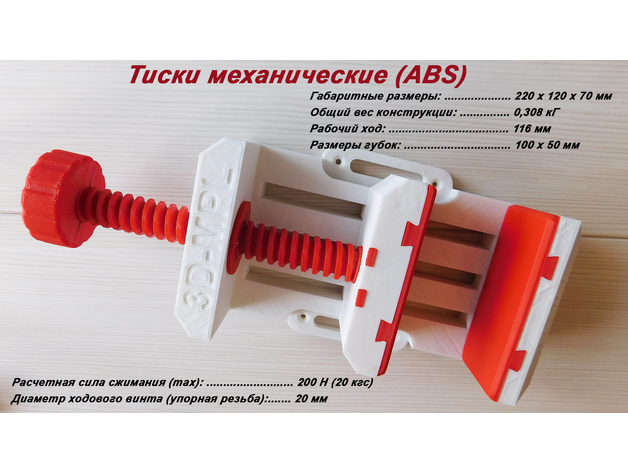 Тиски механические (ABS)
Габаритные размеры: .................... 220 x 120 x 70 мм
Общий вес конструкции: ............... 0,308 кГ
Рабочий ход: .................................... 116 мм
Размеры губок: ................................ 100 x 50 мм
3D-MVL-
Расчетная сила сжимания (max): .......................... 200 Н (20 кгс)
Диаметр ходового винта (упорная резьба):....... 20 мм